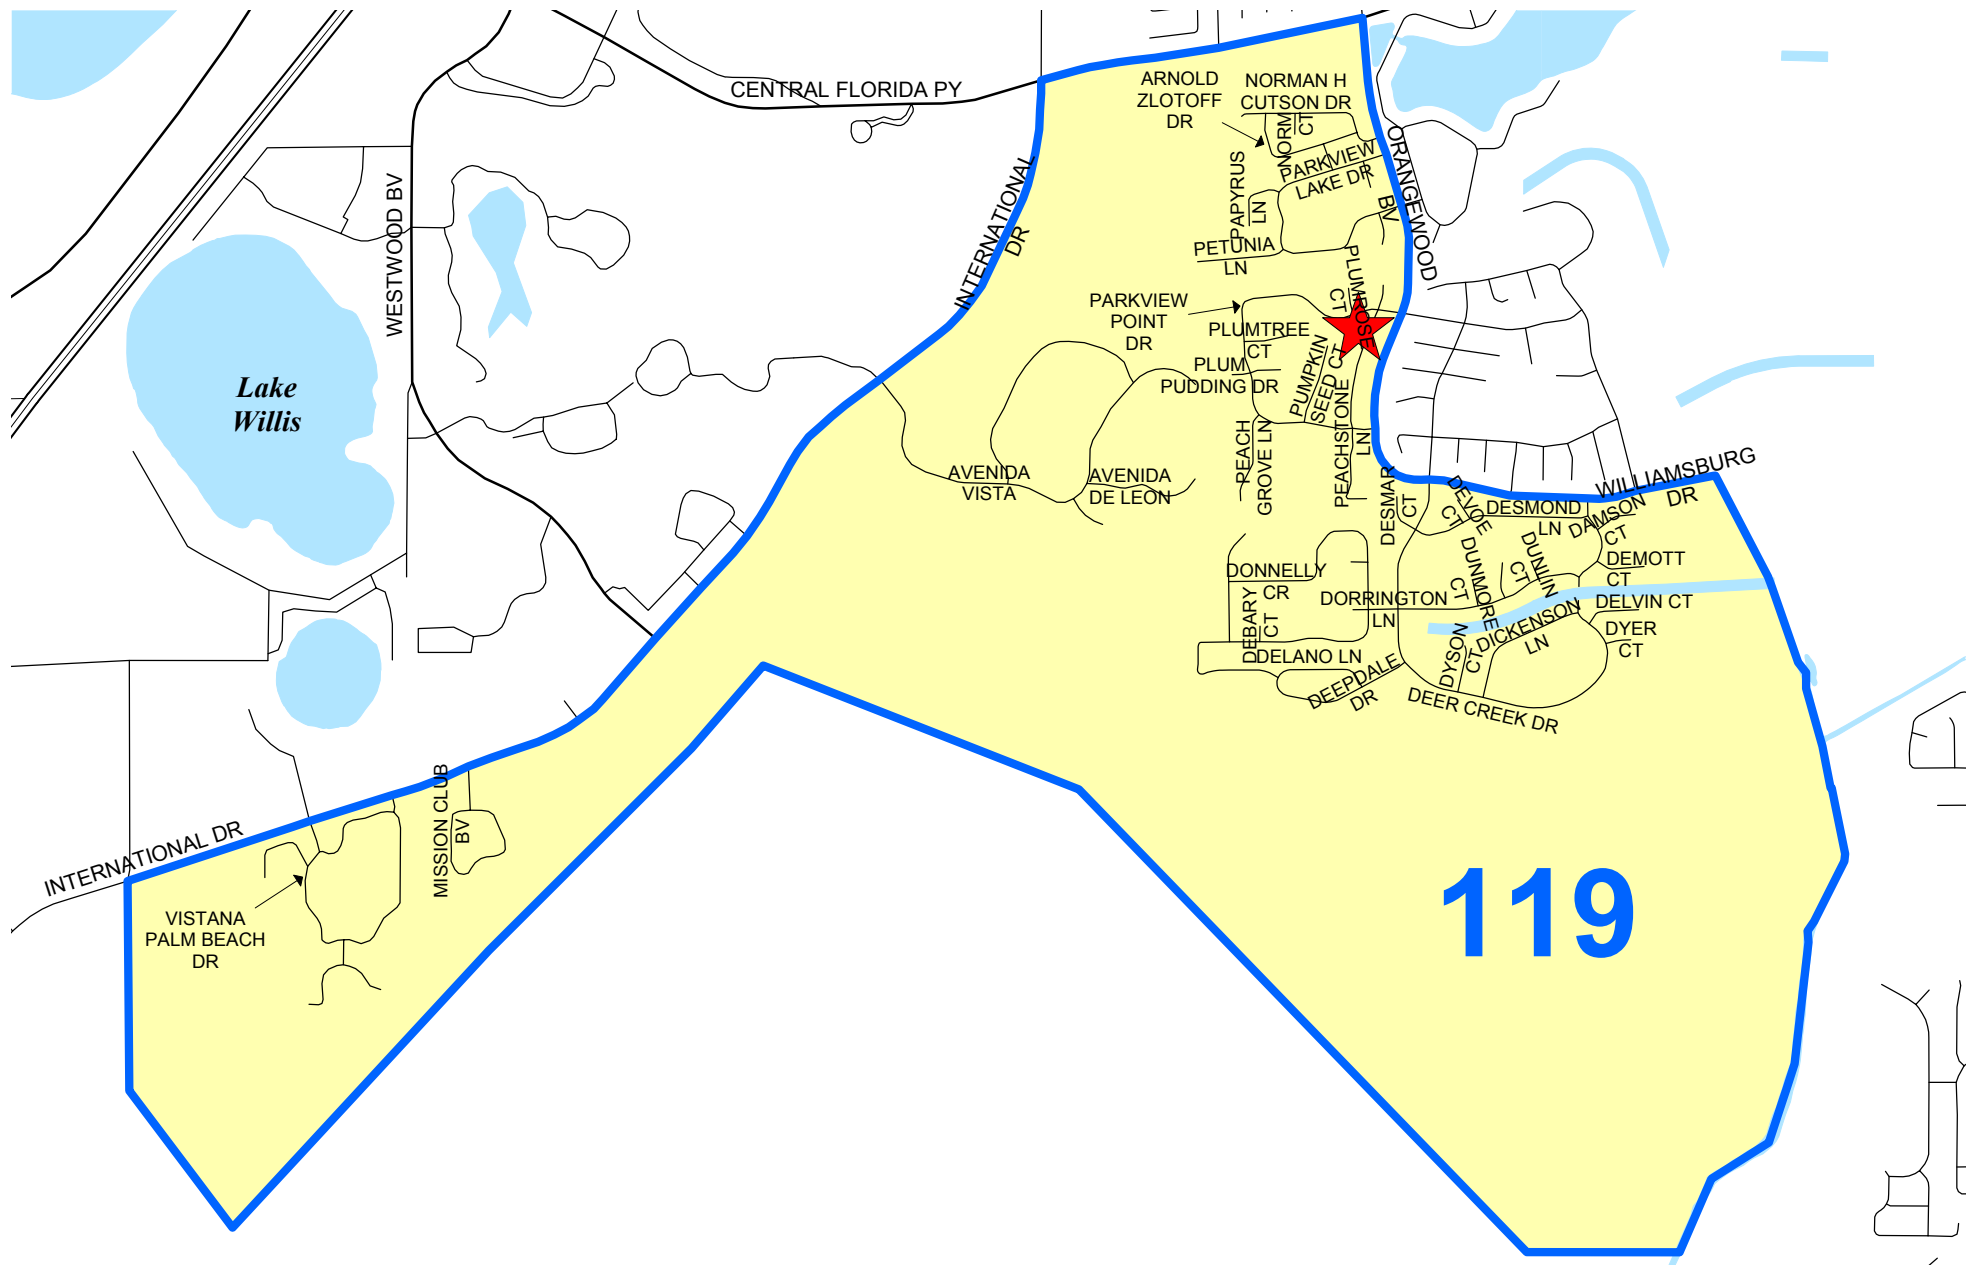 CENTRAL FLORIDA PY
ARNOLD
ZLOTOFF
DR
NORMAN H
CUTSON DR
NORM
CT
ORANGEWOOD
BV
PARKVIEW
LAKE DR
PAPYRUS
LN
PETUNIA
LN
WESTWOOD BV
INTERNATIONAL
DR
PLUMROSE
CT
PARKVIEW
POINT
DR
PLUMTREE
CT
PLUM
PUDDING DR
PUMPKIN
SEED CT
Lake
Willis
PEACH
GROVE LN
PEACHSTONE
LN
AVENIDA
VISTA
AVENIDA
DE LEON
DESMAR
CT
DEVOE
CT
DESMOND
LN
WILLIAMSBURG
DR
DAMSON
CT
DUNLIN
CT
DUNMORE
CT
DEMOTT
CT
DONNELLY
CR
DORRINGTON
LN
DELVIN CT
DEBARY
CT
DICKENSON
LN
DYER
CT
DYSON
CT
DELANO LN
DEEPDALE
DR
DEER CREEK DR
MISSION CLUB
BV
INTERNATIONAL DR
VISTANA
PALM BEACH
DR
119